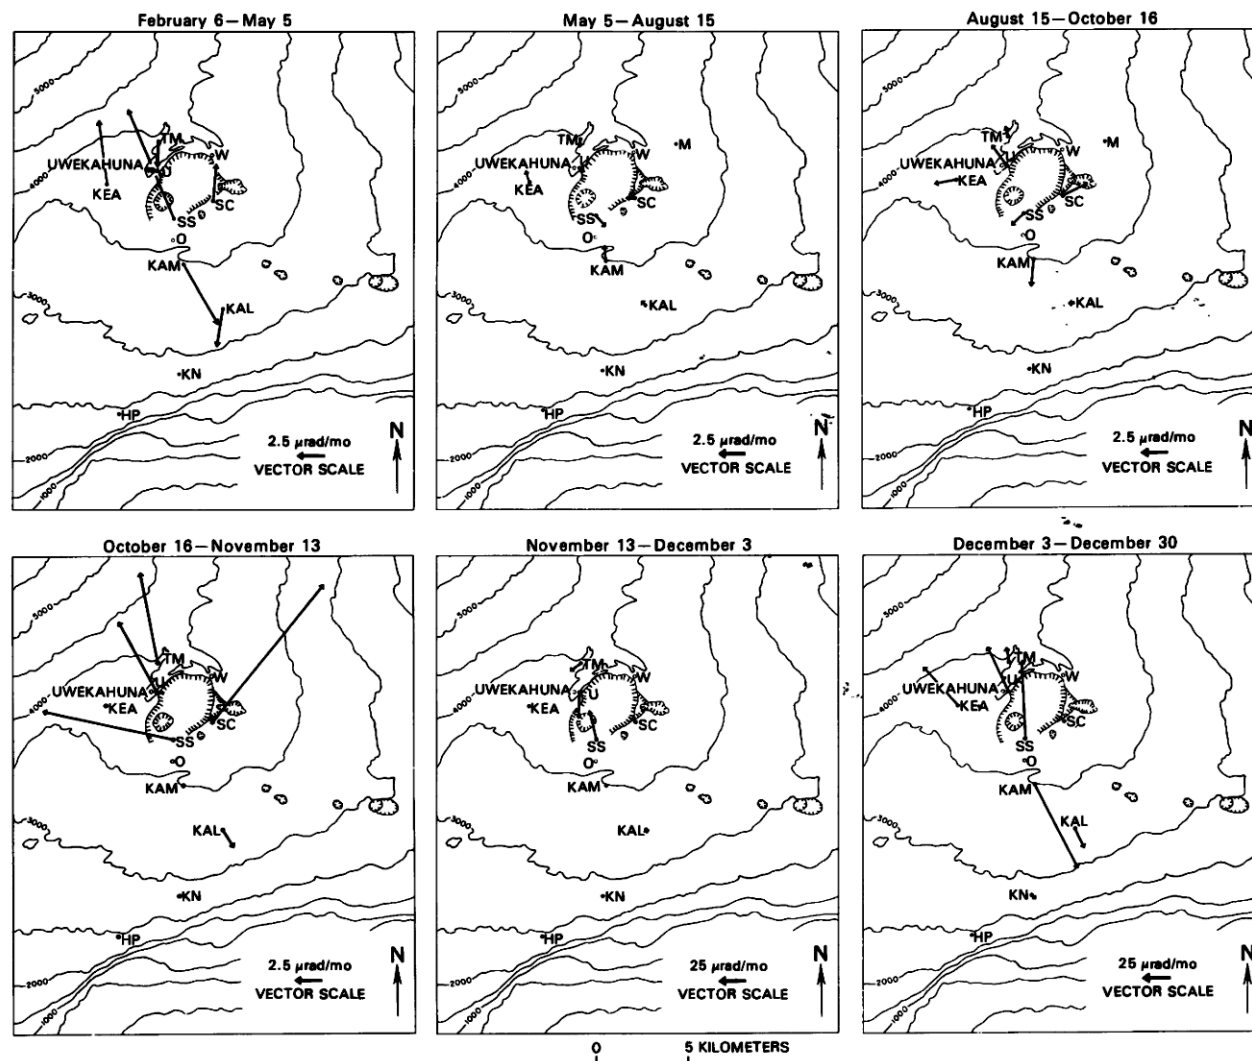 February 6—May 5
5000
TM
W
UWEKAHUNA
U
4000
KEA
SC
SS
O
KAM
3000
KAL
KN
HP
2.5 µrad/mo
N
VECTOR SCALE
2000
1000
May 5—August 15
5000
TM
M
W
UWEKAHUNA
U
4000
KEA
SC
SS
O
KAM
3000
KAL
KN
HP
2.5 µrad/mo
N
VECTOR SCALE
2000
1000
August 15—October 16
5000
TM
M
W
UWEKAHUNA
U
4000
KEA
SC
SS
O
KAM
3000
KAL
KN
HP
2.5 µrad/mo
N
VECTOR SCALE
2000
1000
October 16—November 13
5000
TM
W
U
UWEKAHUNA
KEA
4000
SC
SS
O
KAM
3000
KAL
KN
HP
2.5 µrad/mo
N
VECTOR SCALE
2000
1000
November 13—December 3
5000
TM
W
UWEKAHUNA
U
KEA
4000
SC
SS
O
KAM
3000
KAL
KN
HP
25 µrad/mo
N
VECTOR SCALE
2000
1000
December 3—December 30
5000
TM
W
U
UWEKAHUNA
KEA
4000
SC
SS
O
KAM
3000
KAL
KN
HP
25 µrad/mo
N
VECTOR SCALE
2000
1000
0 5 KILOMETERS